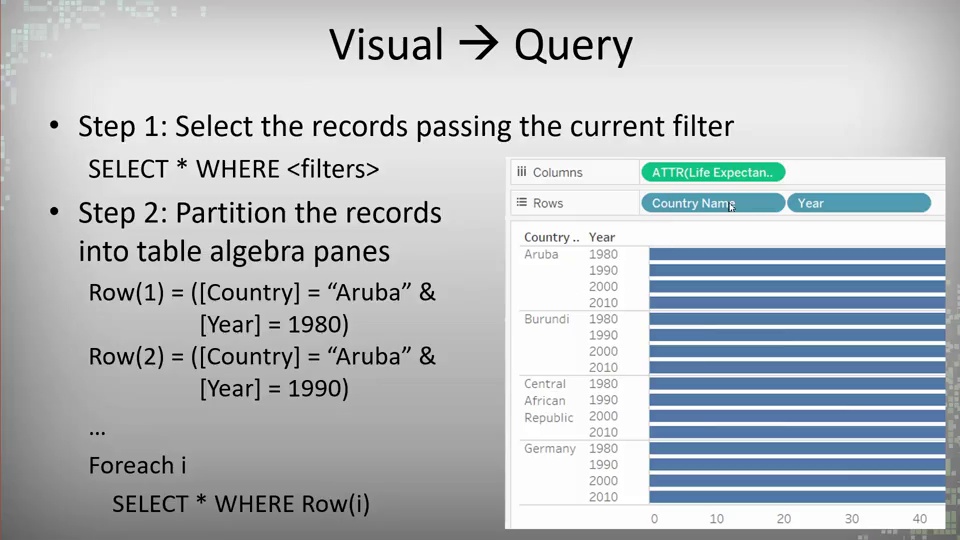 Visual → Query
• Step 1: Select the records passing the current filter
SELECT * WHERE <filters>
• Step 2: Partition the records
into table algebra panes
Row(1) = ([Country] = “Aruba” &
[Year] = 1980)
Row(2) = ([Country] = “Aruba” &
[Year] = 1990)
...
Foreach i
SELECT * WHERE Row(i)
Columns ATTR(Life Expectan..
Rows Country Name Year
Country .. Year
Aruba 1980
1990
2000
2010
Burundi 1980
1990
2000
2010
Central 1980
African 1990
Republic 2000
2010
Germany 1980
1990
2000
2010
0 10 20 30 40